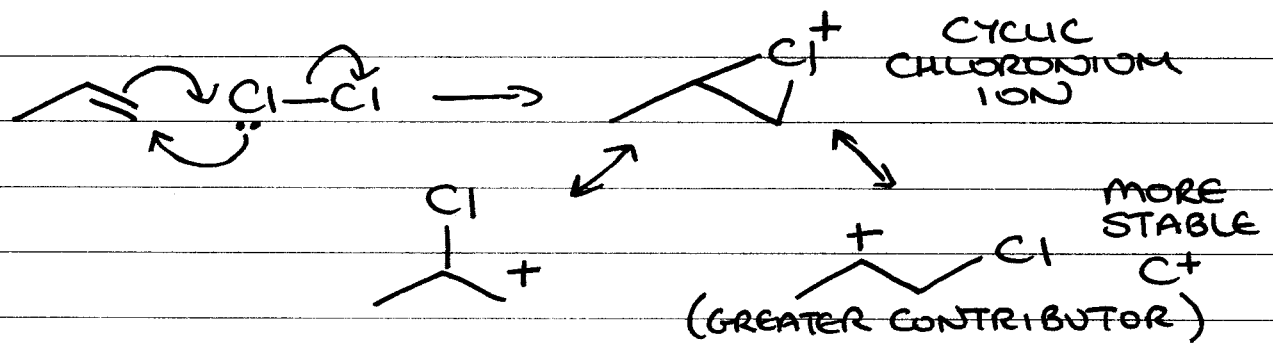 Cl—Cl
Cl+
CYCLIC
CHLORONIUM
ION
Cl
+
+
Cl
MORE
STABLE
C+
(GREATER CONTRIBUTOR)